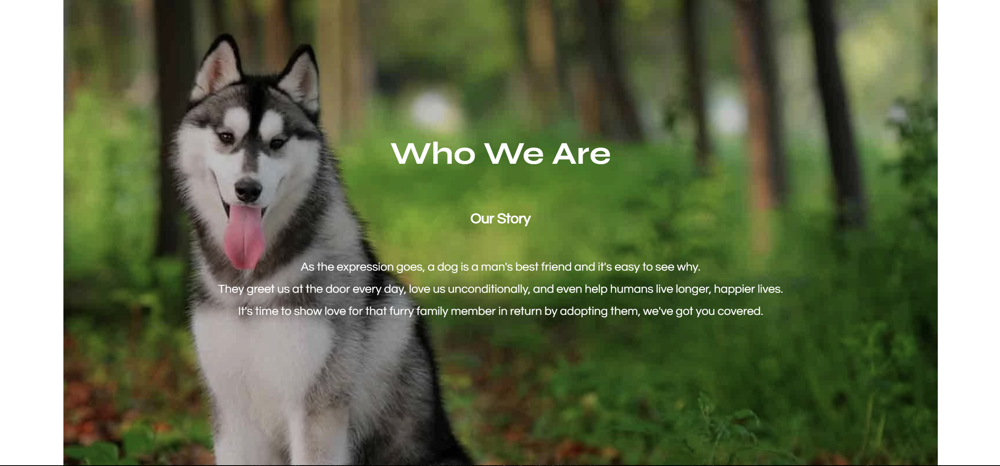 Who We Are
Our Story
As the expression goes, a dog is a man's best friend and it's easy to see why.
They greet us at the door every day, love us unconditionally, and even help humans live longer, happier lives.
It's time to show love for that furry family member in return by adopting them, we've got you covered.